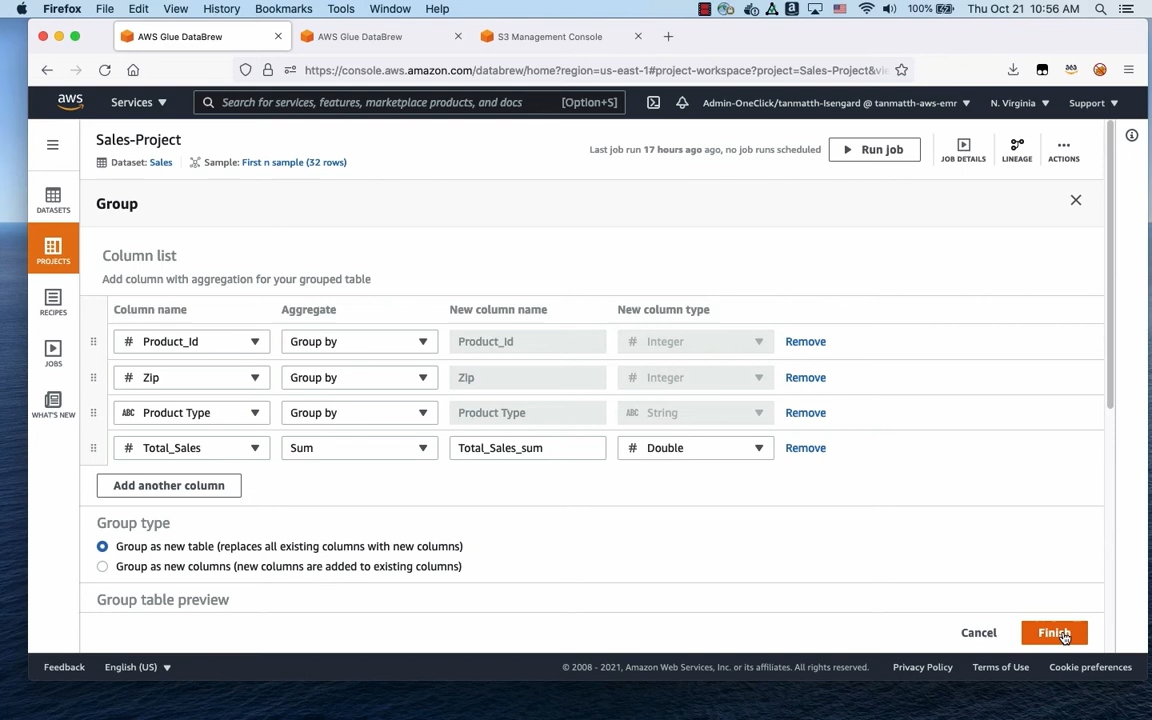 Firefox File Edit View History Bookmarks Tools Window Help 100% Thu Oct 21 10:56 AM
AWS Glue DataBrew AWS Glue DataBrew S3 Management Console
https://console.aws.amazon.com/databrew/home?region=us-east-1#project-workspace?project=Sales-Project&vie
aws Services Search for services, features, marketplace products, and docs [Option+S] Admin-OneClick/tanmatth-Isengard @ tanmatth-aws-emr N. Virginia Support
Sales-Project
Dataset: Sales Sample: First n sample (32 rows)
Last job run 17 hours ago, no job runs scheduled
Run job
JOB DETAILS
LINEAGE
ACTIONS
DATASETS
PROJECTS
RECIPES
JOBS
WHAT'S NEW
Group
Column list
Add column with aggregation for your grouped table
Column name Aggregate New column name New column type
# Product_Id Group by Product_Id # Integer Remove
# Zip Group by Zip # Integer Remove
ABC Product Type Group by Product Type ABC String Remove
# Total_Sales Sum Total_Sales_sum # Double Remove
Add another column
Group type
Group as new table (replaces all existing columns with new columns)
Group as new columns (new columns are added to existing columns)
Group table preview
Cancel Finish
Feedback English (US) © 2008 - 2021, Amazon Web Services, Inc. or its affiliates. All rights reserved. Privacy Policy Terms of Use Cookie preferences